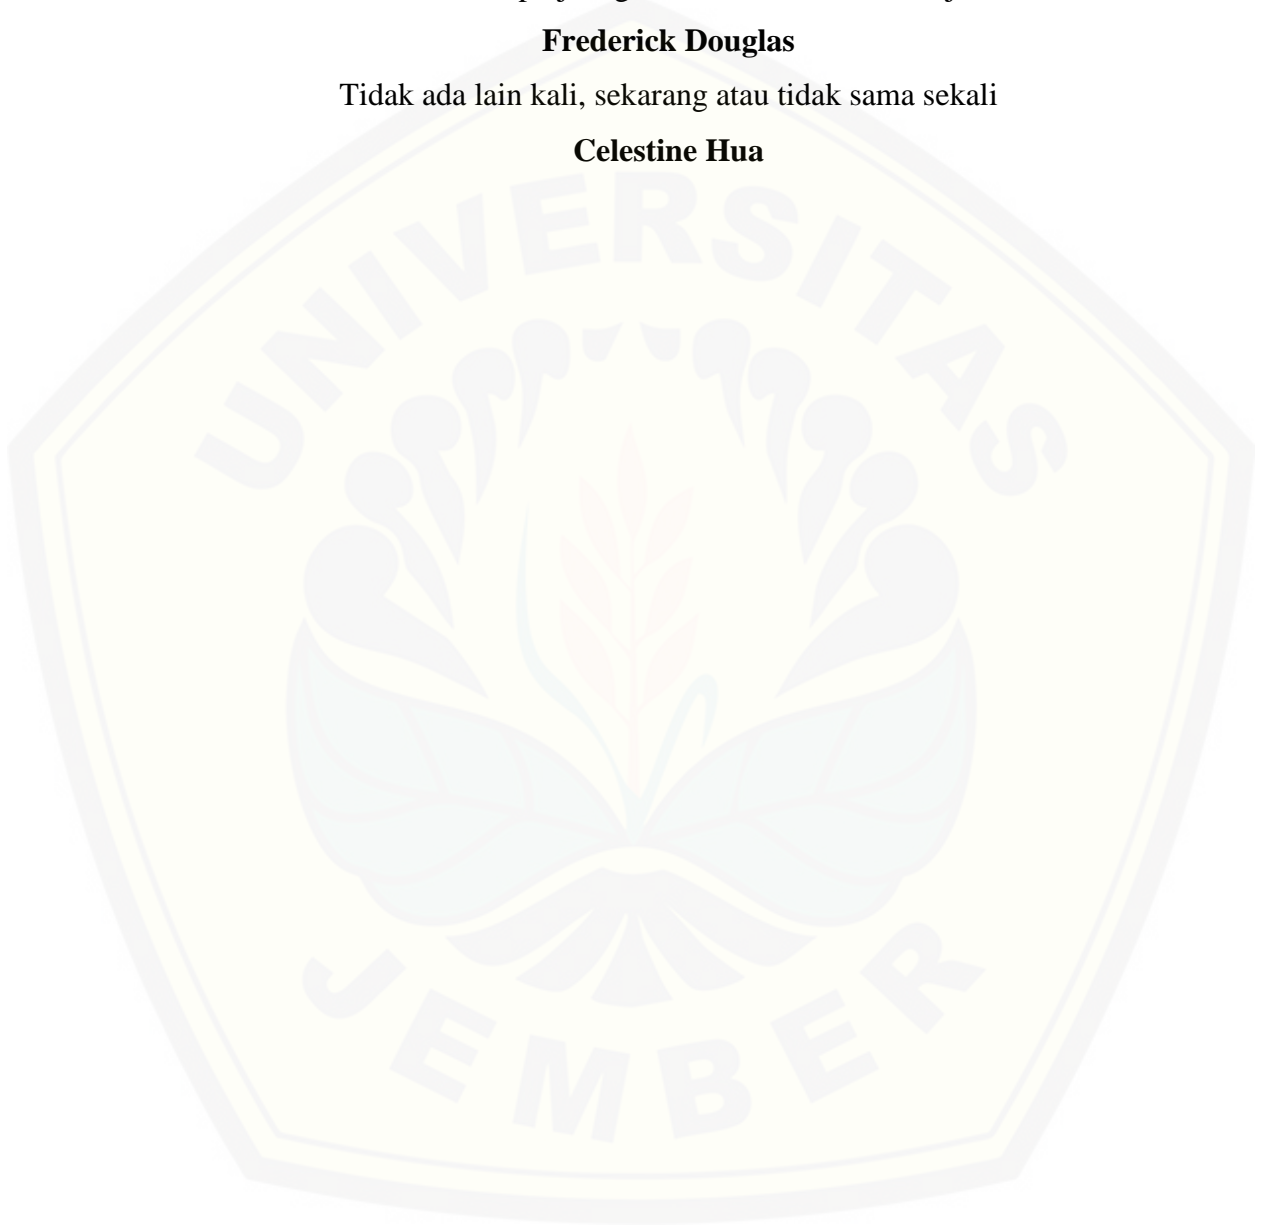 Frederick Douglas
Tidak ada lain kali, sekarang atau tidak sama sekali
Celestine Hua
UNIVERSITAS
JEMBER